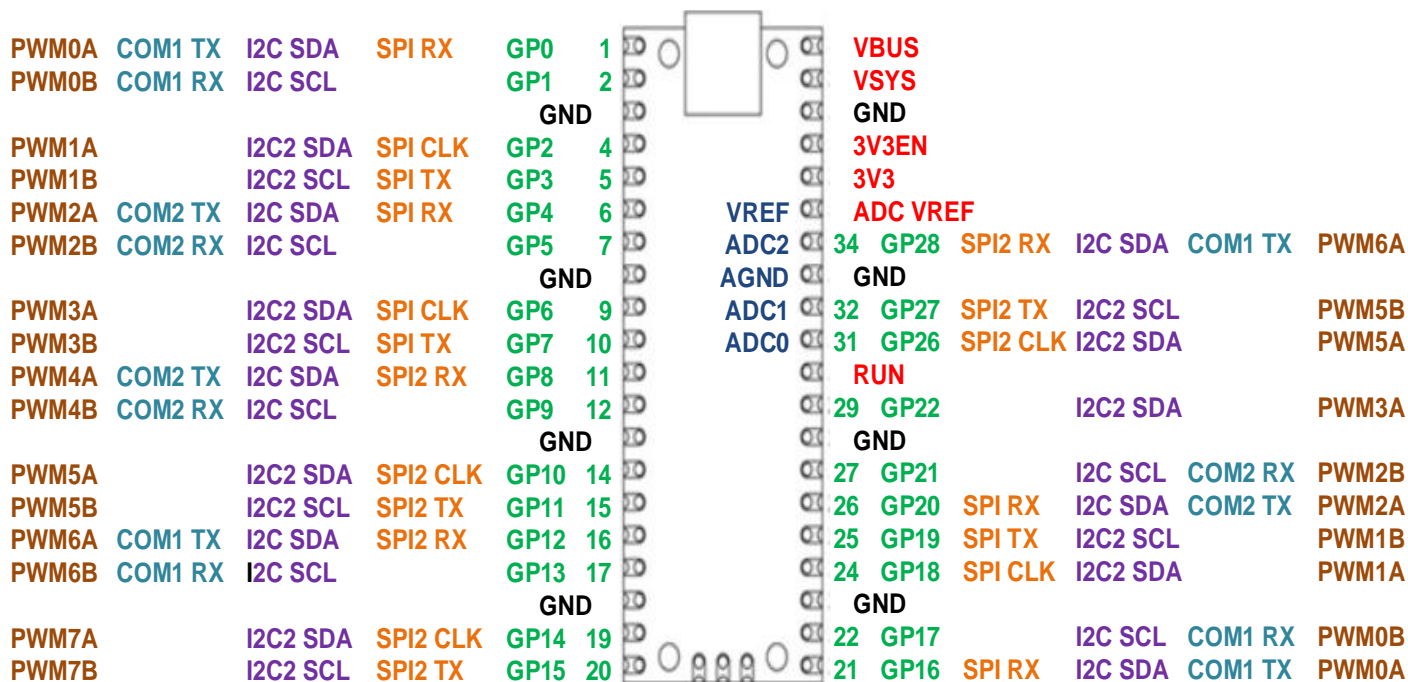 PWM0A COM1 TX I2C SDA SPI RX GP0 1 VBUS
PWM0B COM1 RX I2C SCL GP1 2 VSYS
GND GND
PWM1A I2C2 SDA SPI CLK GP2 4 3V3EN
PWM1B I2C2 SCL SPI TX GP3 5 3V3
PWM2A COM2 TX I2C SDA SPI RX GP4 6 VREF ADC VREF
PWM2B COM2 RX I2C SCL GP5 7 ADC2 34 GP28 SPI2 RX I2C SDA COM1 TX PWM6A
GND AGND GND
PWM3A I2C2 SDA SPI CLK GP6 9 ADC1 32 GP27 SPI2 TX I2C2 SCL PWM5B
PWM3B I2C2 SCL SPI TX GP7 10 ADC0 31 GP26 SPI2 CLK I2C2 SDA PWM5A
PWM4A COM2 TX I2C SDA SPI2 RX GP8 11 RUN
PWM4B COM2 RX I2C SCL GP9 12 29 GP22 I2C2 SDA PWM3A
GND GND
PWM5A I2C2 SDA SPI2 CLK GP10 14 27 GP21 I2C SCL COM2 RX PWM2B
PWM5B I2C2 SCL SPI2 TX GP11 15 26 GP20 SPI RX I2C SDA COM2 TX PWM2A
PWM6A COM1 TX I2C SDA SPI2 RX GP12 16 25 GP19 SPI TX I2C2 SCL PWM1B
PWM6B COM1 RX I2C SCL GP13 17 24 GP18 SPI CLK I2C2 SDA PWM1A
GND GND
PWM7A I2C2 SDA SPI2 CLK GP14 19 22 GP17 I2C SCL COM1 RX PWM0B
PWM7B I2C2 SCL SPI2 TX GP15 20 21 GP16 SPI RX I2C SDA COM1 TX PWM0A